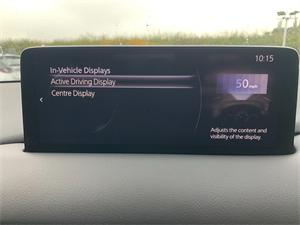 10:15
In-Vehicle Displays
Active Driving Display
Centre Display
50 mph
Adjusts the content and
visibility of the display.